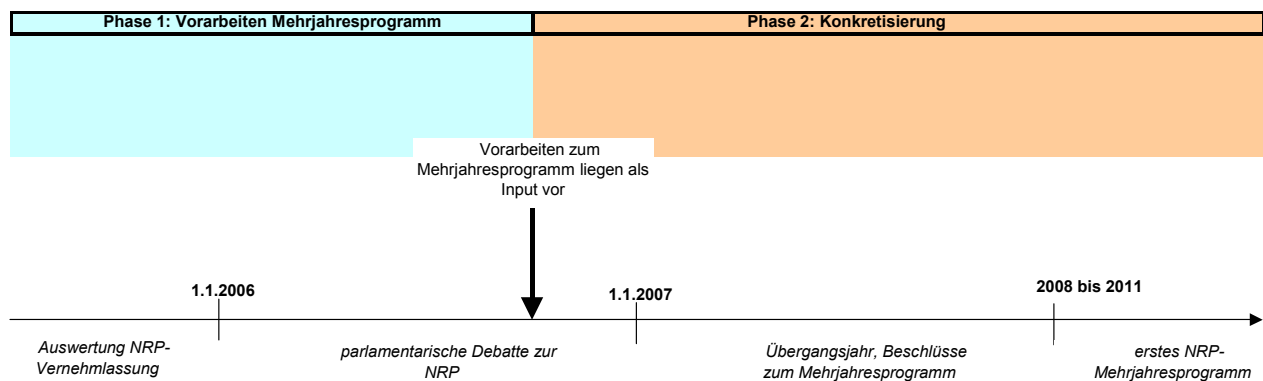 Phase 1: Vorarbeiten Mehrjahresprogramm
Phase 2: Konkretisierung
Vorarbeiten zum
Mehrjahresprogramm liegen als
Input vor
1.1.2006
1.1.2007
2008 bis 2011
Auswertung NRP-
Vernehmlassung
parlamentarische Debatte zur
NRP
Übergangsjahr, Beschlüsse
zum Mehrjahresprogramm
erstes NRP-
Mehrjahresprogramm